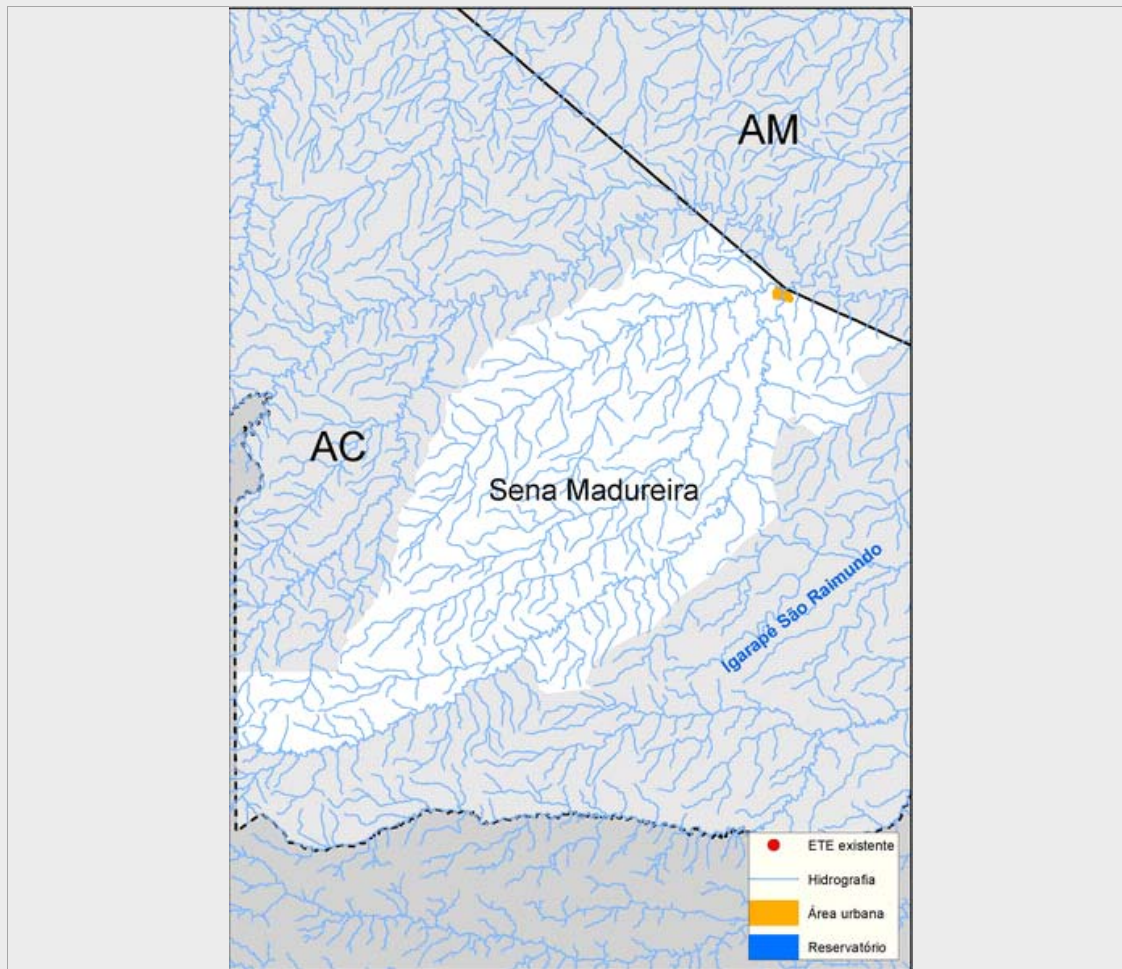 AM
AC
Sena Madureira
Igarapé São Raimundo
ETE existente
Hidrografia
Área urbana
Reservatório